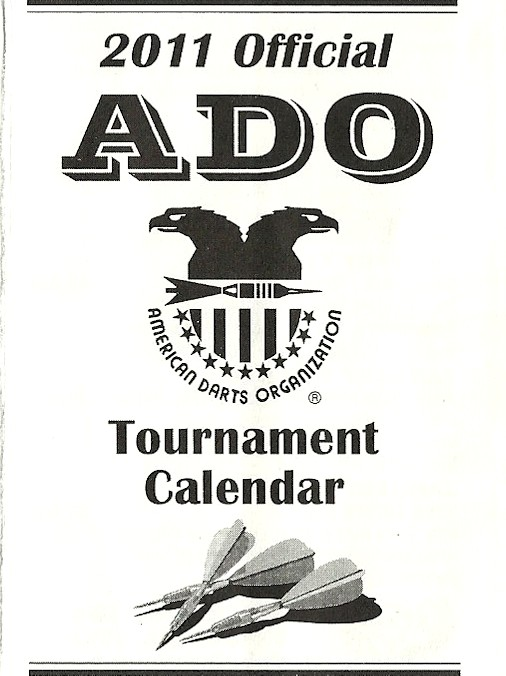 2011 Official
ADO
AMERICAN DARTS ORGANIZATION
®
Tournament
Calendar